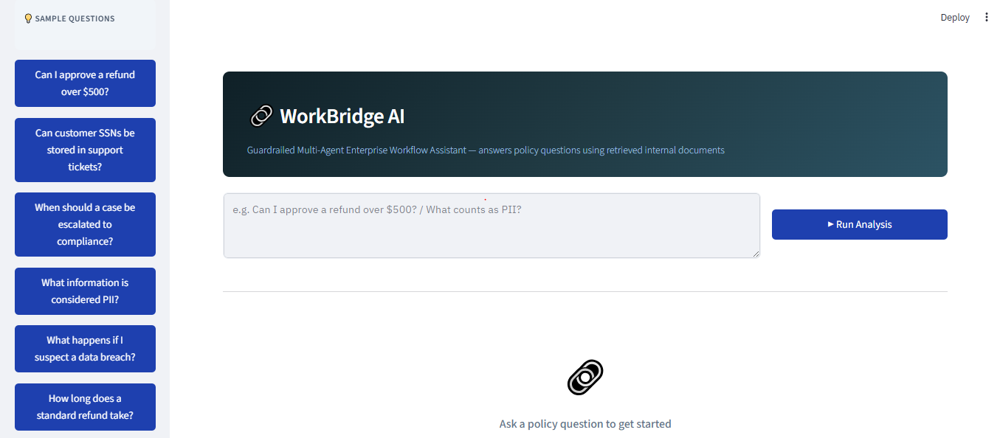 SAMPLE QUESTIONS
Can I approve a refund
over $500?
Can customer SSNs be
stored in support
tickets?
When should a case be
escalated to
compliance?
What information is
considered PII?
What happens if I
suspect a data breach?
How long does a
standard refund take?
Deploy
WorkBridge AI
Guardrailed Multi-Agent Enterprise Workflow Assistant — answers policy questions using retrieved internal documents
e.g. Can I approve a refund over $500? / What counts as PII?
Run Analysis
Ask a policy question to get started